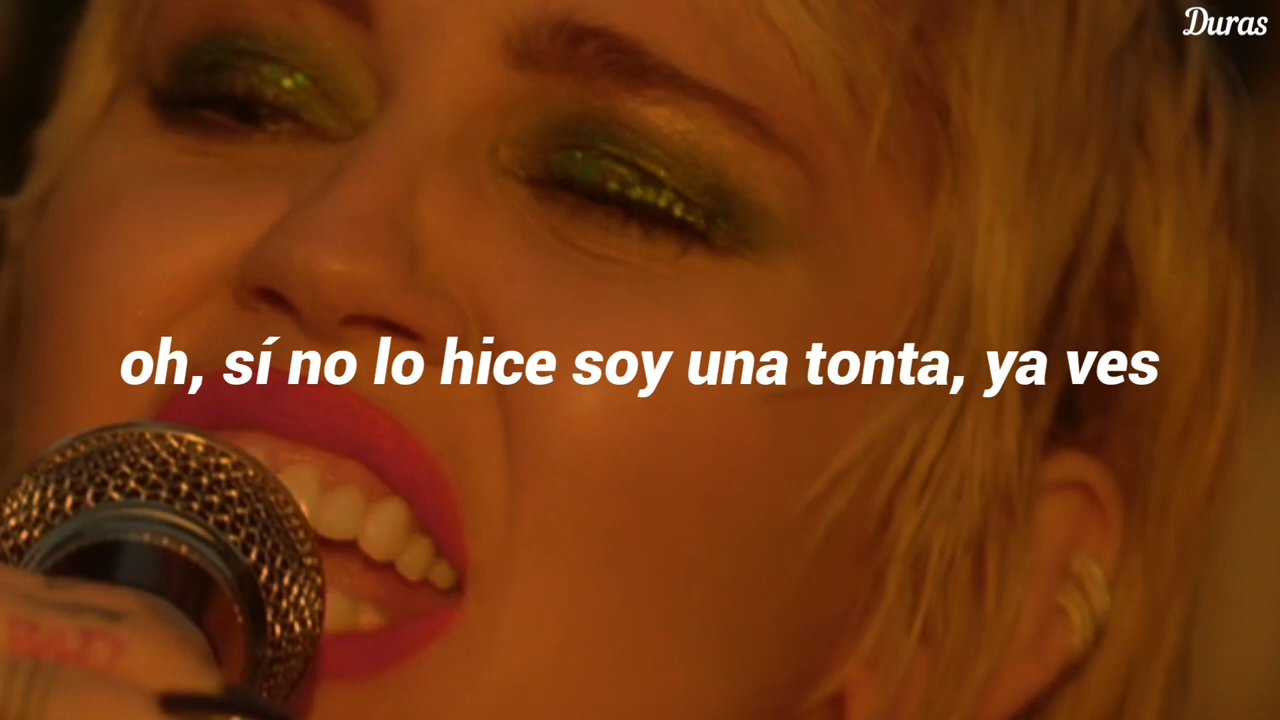 Duras
oh, sí no lo hice soy una tonta, ya ves